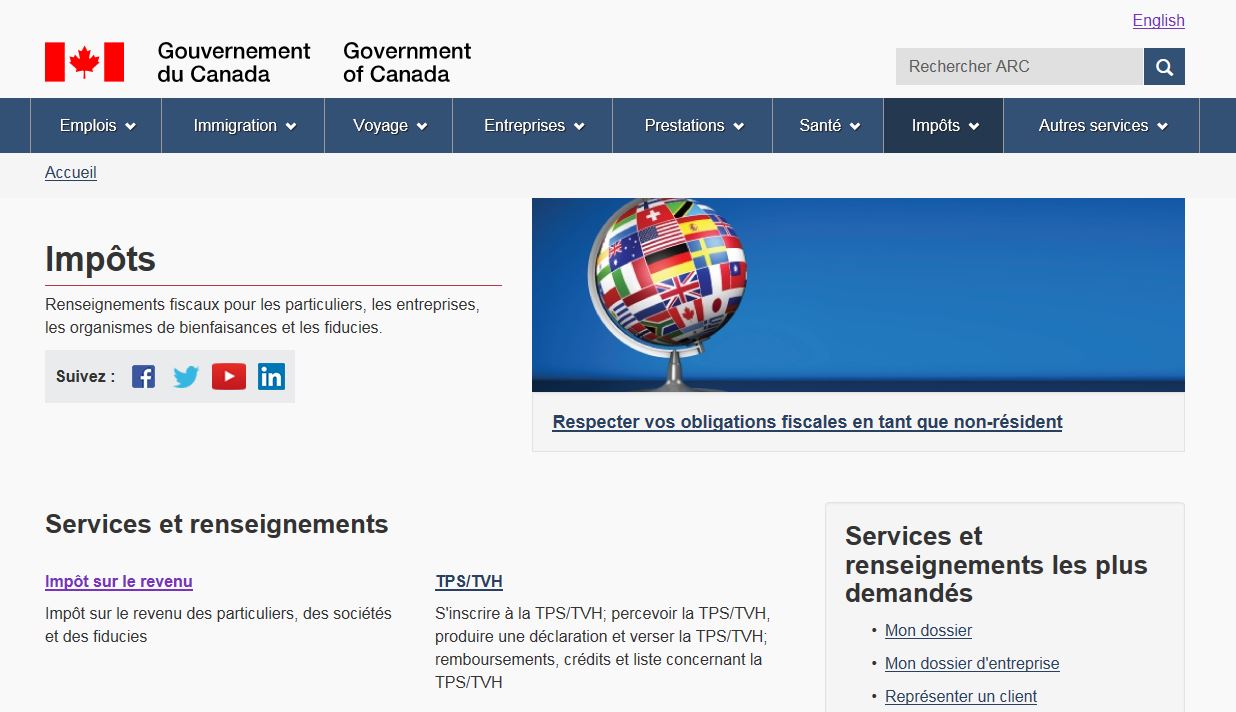 English
Gouvernement
du Canada
Government
of Canada
Rechercher ARC
Emplois
Immigration
Voyage
Entreprises
Prestations
Santé
Impôts
Autres services
Accueil
Impôts
Renseignements fiscaux pour les particuliers, les entreprises,
les organismes de bienfaisances et les fiducies.
Suivez :
Respecter vos obligations fiscales en tant que non-résident
Services et renseignements
Impôt sur le revenu
Impôt sur le revenu des particuliers, des sociétés
et des fiducies
TPS/TVH
S'inscrire à la TPS/TVH; percevoir la TPS/TVH,
produire une déclaration et verser la TPS/TVH;
remboursements, crédits et liste concernant la
TPS/TVH
Services et
renseignements les plus
demandés
• Mon dossier
• Mon dossier d'entreprise
• Représenter un client